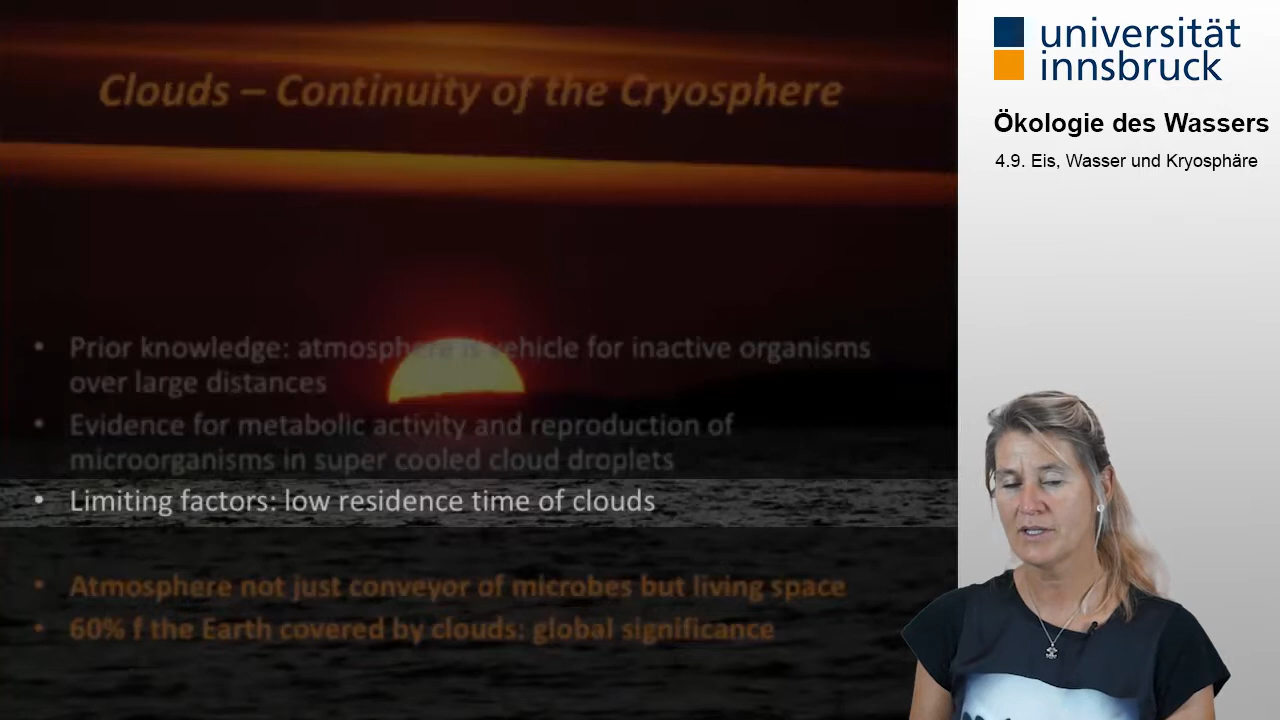 universität
innsbruck
Ökologie des Wassers
4.9. Eis, Wasser und Kryosphäre
Clouds – Continuity of the Cryosphere
• Prior knowledge: atmosphere is vehicle for inactive organisms
over large distances
• Evidence for metabolic activity and reproduction of
microorganisms in super cooled cloud droplets
• Limiting factors: low residence time of clouds
• Atmosphere not just conveyor of microbes but living space
• 60% f the Earth covered by clouds: global significance